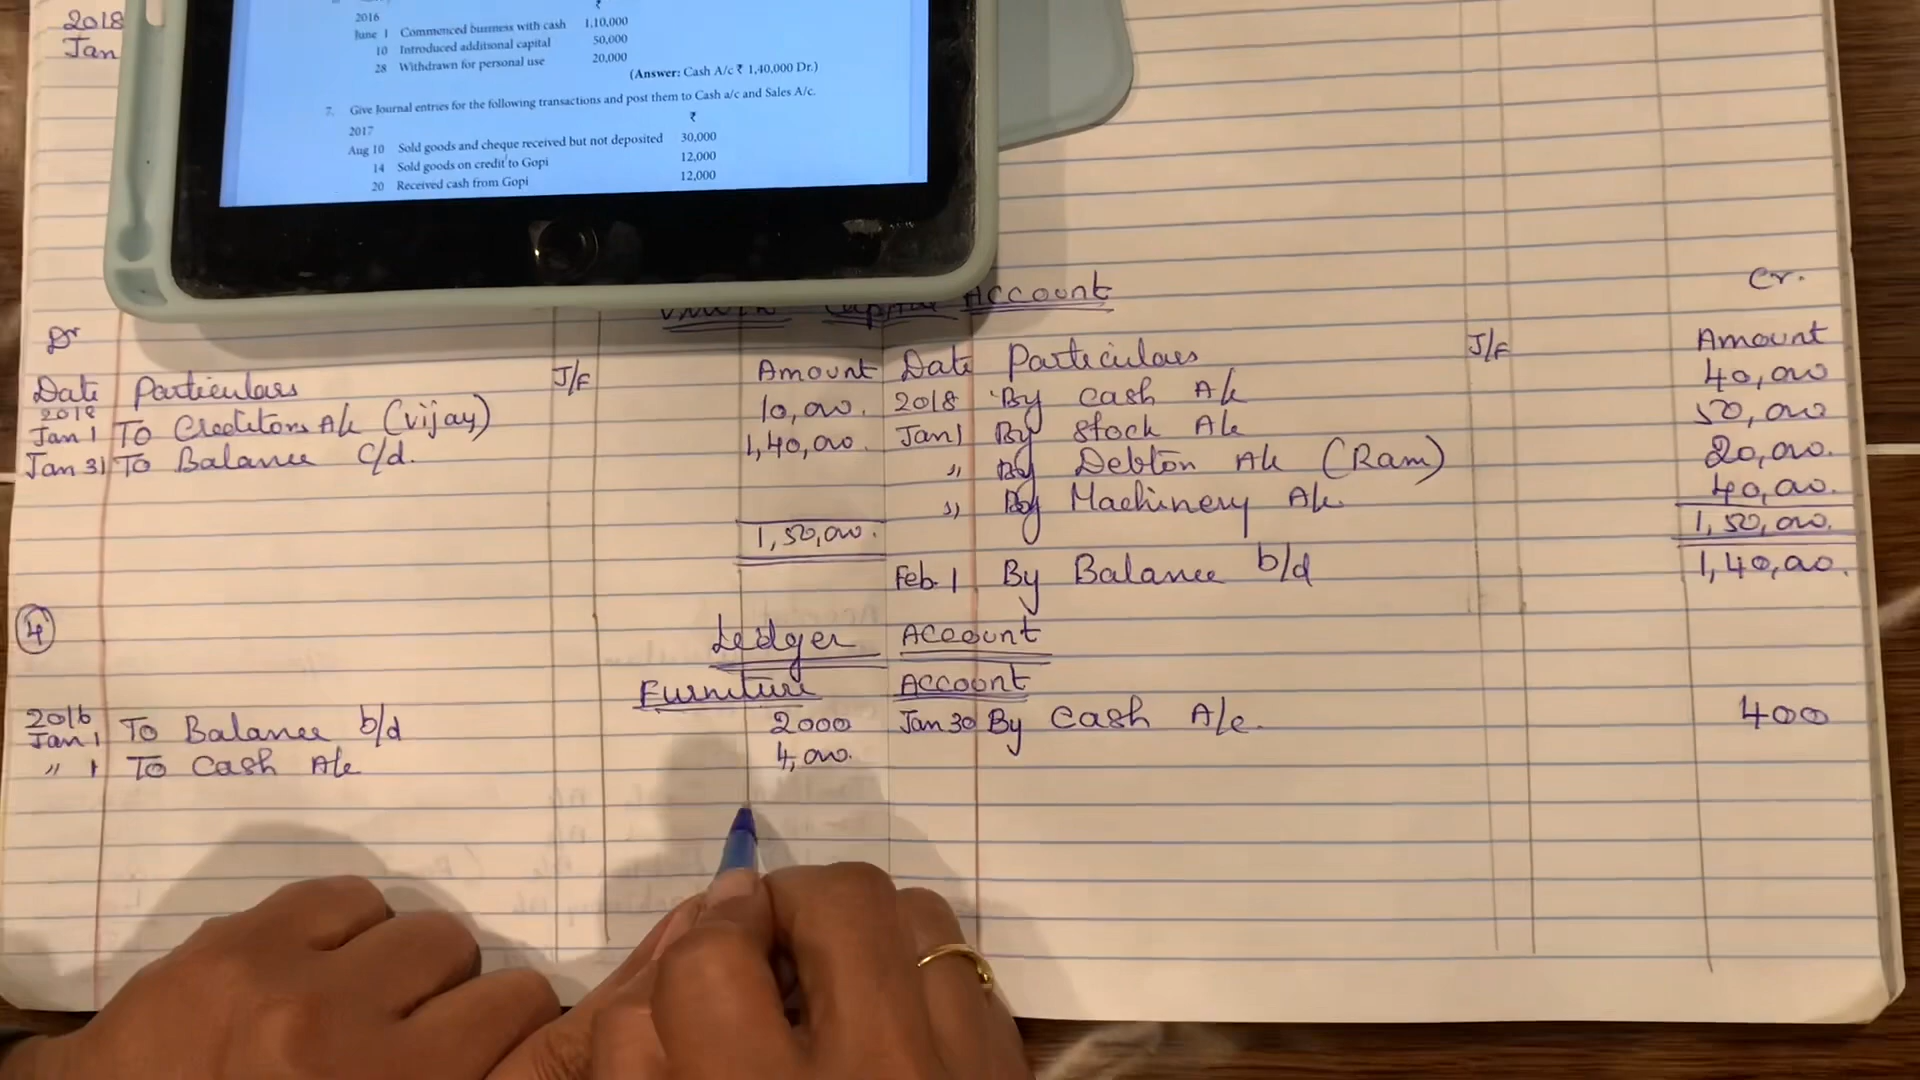 2018
Jan
₹
2016
June 1 Commenced business with cash 1,10,000
10 Introduced additional capital 50,000
28 Withdrawn for personal use 20,000
(Answer: Cash A/c ₹ 1,40,000 Dr.)
7. Give Journal entries for the following transactions and post them to Cash a/c and Sales A/c.
₹
2017
Aug 10 Sold goods and cheque received but not deposited 30,000
14 Sold goods on credit to Gopi 12,000
20 Received cash from Gopi 12,000
Capital Account
Dr Cr.
Date Particulars J/F Amount Date Particulars J/F Amount
2018 10,000. 2018 By Cash A/c 40,000
Jan 1 To Creditors A/c (Vijay) 1,40,000. Jan 1 By Stock A/c 50,000
Jan 31 To Balance c/d. " By Debtors A/c (Ram) 20,000.
" By Machinery A/c 40,000.
1,50,000. 1,50,000.
Feb. 1 By Balance b/d 1,40,000.
4
Ledger Account
Furniture Account
2016
Jan 1 To Balance b/d 2000 Jan 30 By Cash A/c. 400
" 1 To Cash A/c 4,000.